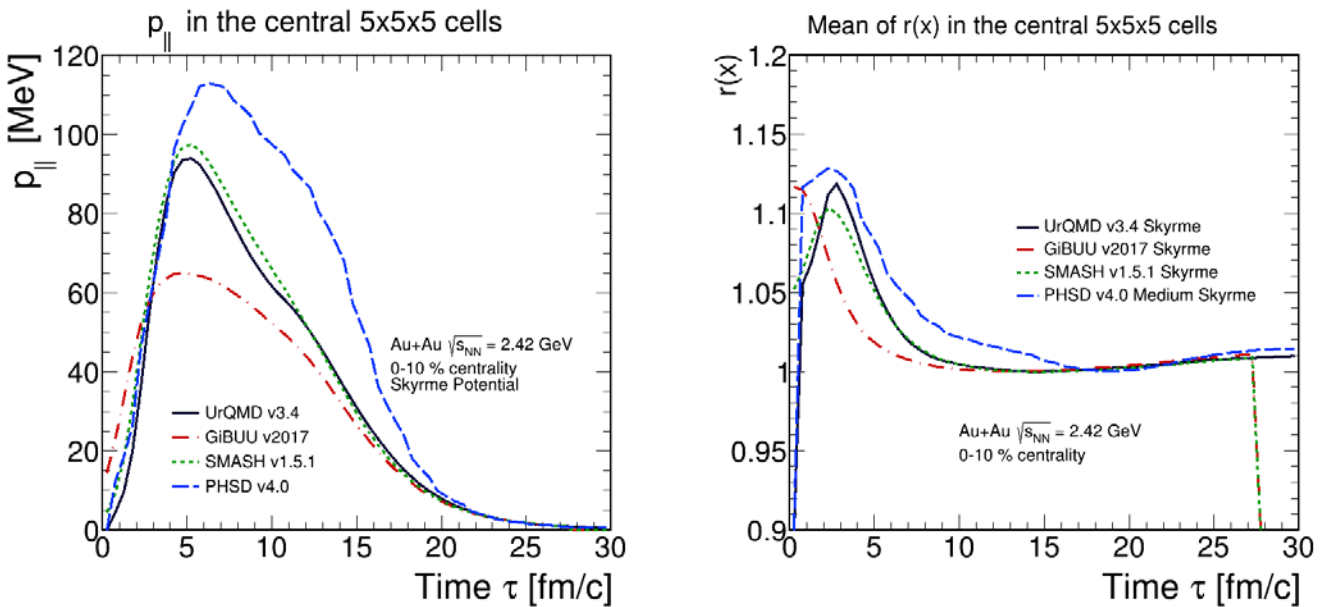 p|| in the central 5x5x5 cells
p|| [MeV]
120
100
80
60
40
20
0
Au+Au √sNN = 2.42 GeV
0-10 % centrality
Skyrme Potential
UrQMD v3.4
GiBUU v2017
SMASH v1.5.1
PHSD v4.0
0 5 10 15 20 25 30
Time τ [fm/c]
Mean of r(x) in the central 5x5x5 cells
r(x)
1.2
1.15
1.1
1.05
1
0.95
0.9
UrQMD v3.4 Skyrme
GiBUU v2017 Skyrme
SMASH v1.5.1 Skyrme
PHSD v4.0 Medium Skyrme
Au+Au √sNN = 2.42 GeV
0-10 % centrality
0 5 10 15 20 25 30
Time τ [fm/c]